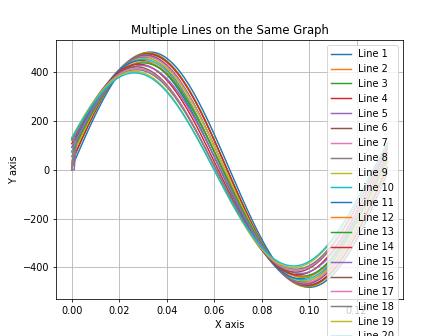 Multiple Lines on the Same Graph
Y axis
400
200
0
−200
−400
0.00
0.02
0.04
0.06
0.08
0.10
X axis
Line 1
Line 2
Line 3
Line 4
Line 5
Line 6
Line 7
Line 8
Line 9
Line 10
Line 11
Line 12
Line 13
Line 14
Line 15
Line 16
Line 17
Line 18
Line 19
Line 20